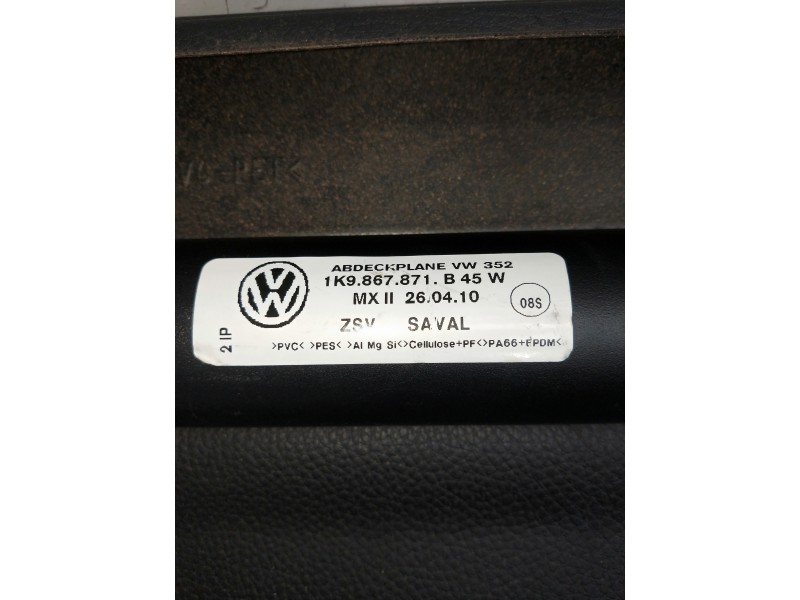 ABDECKPLANE VW 352
1K9.867.871. B 45 W
MX II 26.04.10
08S
ZSV SAVAL
2 IP
>PVC< >PES< >Al Mg Si<>Cellulose+PF<>PA66+EPDM<